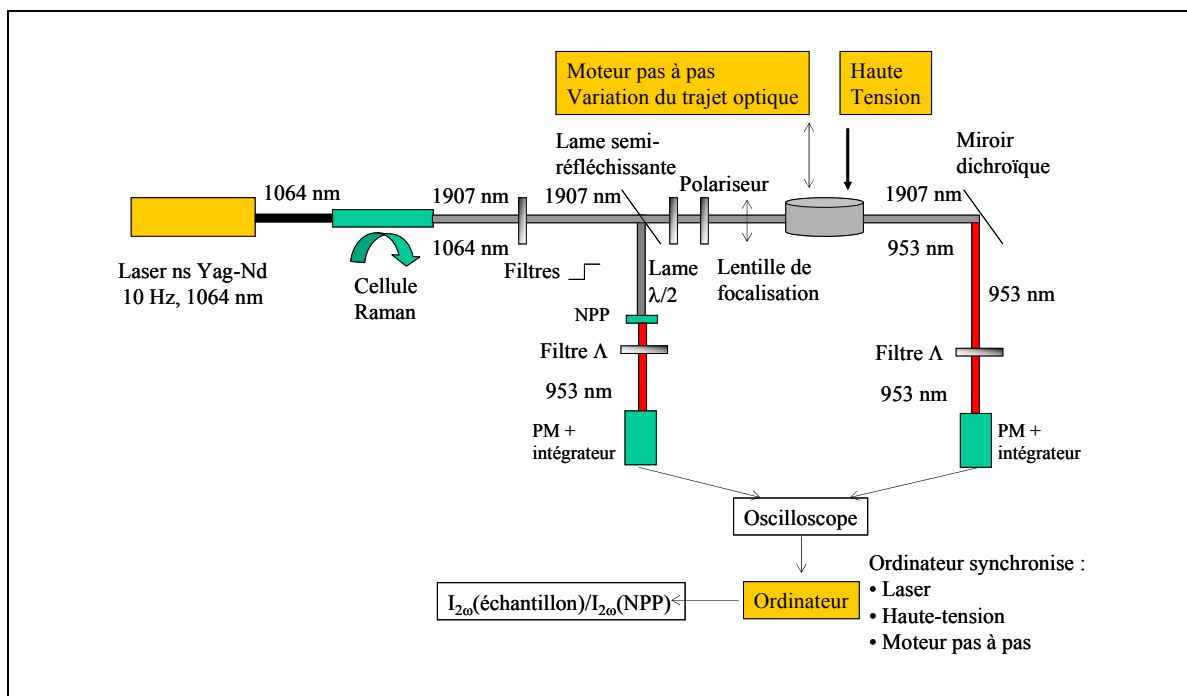 Moteur pas à pas
Variation du trajet optique
Haute
Tension
Lame semi-
réfléchissante
Miroir
dichroïque
1064 nm
1907 nm
1907 nm
Polariseur
1907 nm
1064 nm
953 nm
Laser ns Yag-Nd
10 Hz, 1064 nm
Cellule
Raman
Filtres
Lame
λ/2
Lentille de
focalisation
953 nm
NPP
Filtre Λ
Filtre Λ
953 nm
953 nm
PM +
intégrateur
PM +
intégrateur
Oscilloscope
Ordinateur synchronise :
• Laser
• Haute-tension
• Moteur pas à pas
Ordinateur
I2ω(échantillon)/I2ω(NPP)